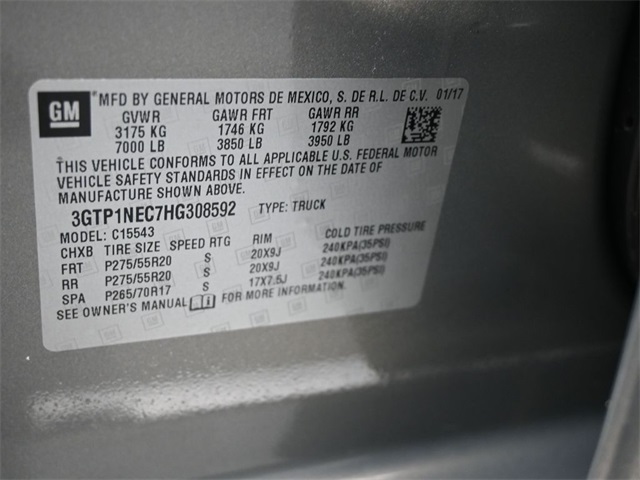 GM
*MFD BY GENERAL MOTORS DE MEXICO, S. DE R.L. DE C.V. 01/17
GVWR GAWR FRT GAWR RR
3175 KG 1746 KG 1792 KG
7000 LB 3850 LB 3950 LB
*THIS VEHICLE CONFORMS TO ALL APPLICABLE U.S. FEDERAL MOTOR
VEHICLE SAFETY STANDARDS IN EFFECT ON THE DATE OF
MANUFACTURE SHOWN ABOVE.
3GTP1NEC7HG308592 TYPE: TRUCK
MODEL: C15543
CHXB TIRE SIZE SPEED RTG RIM COLD TIRE PRESSURE
FRT P275/55R20 S 20X9J 240KPA(35PSI)
RR P275/55R20 S 20X9J 240KPA(35PSI)
SPA P265/70R17 S 17X7.5J 240KPA(35PSI)
SEE OWNER'S MANUAL FOR MORE INFORMATION.